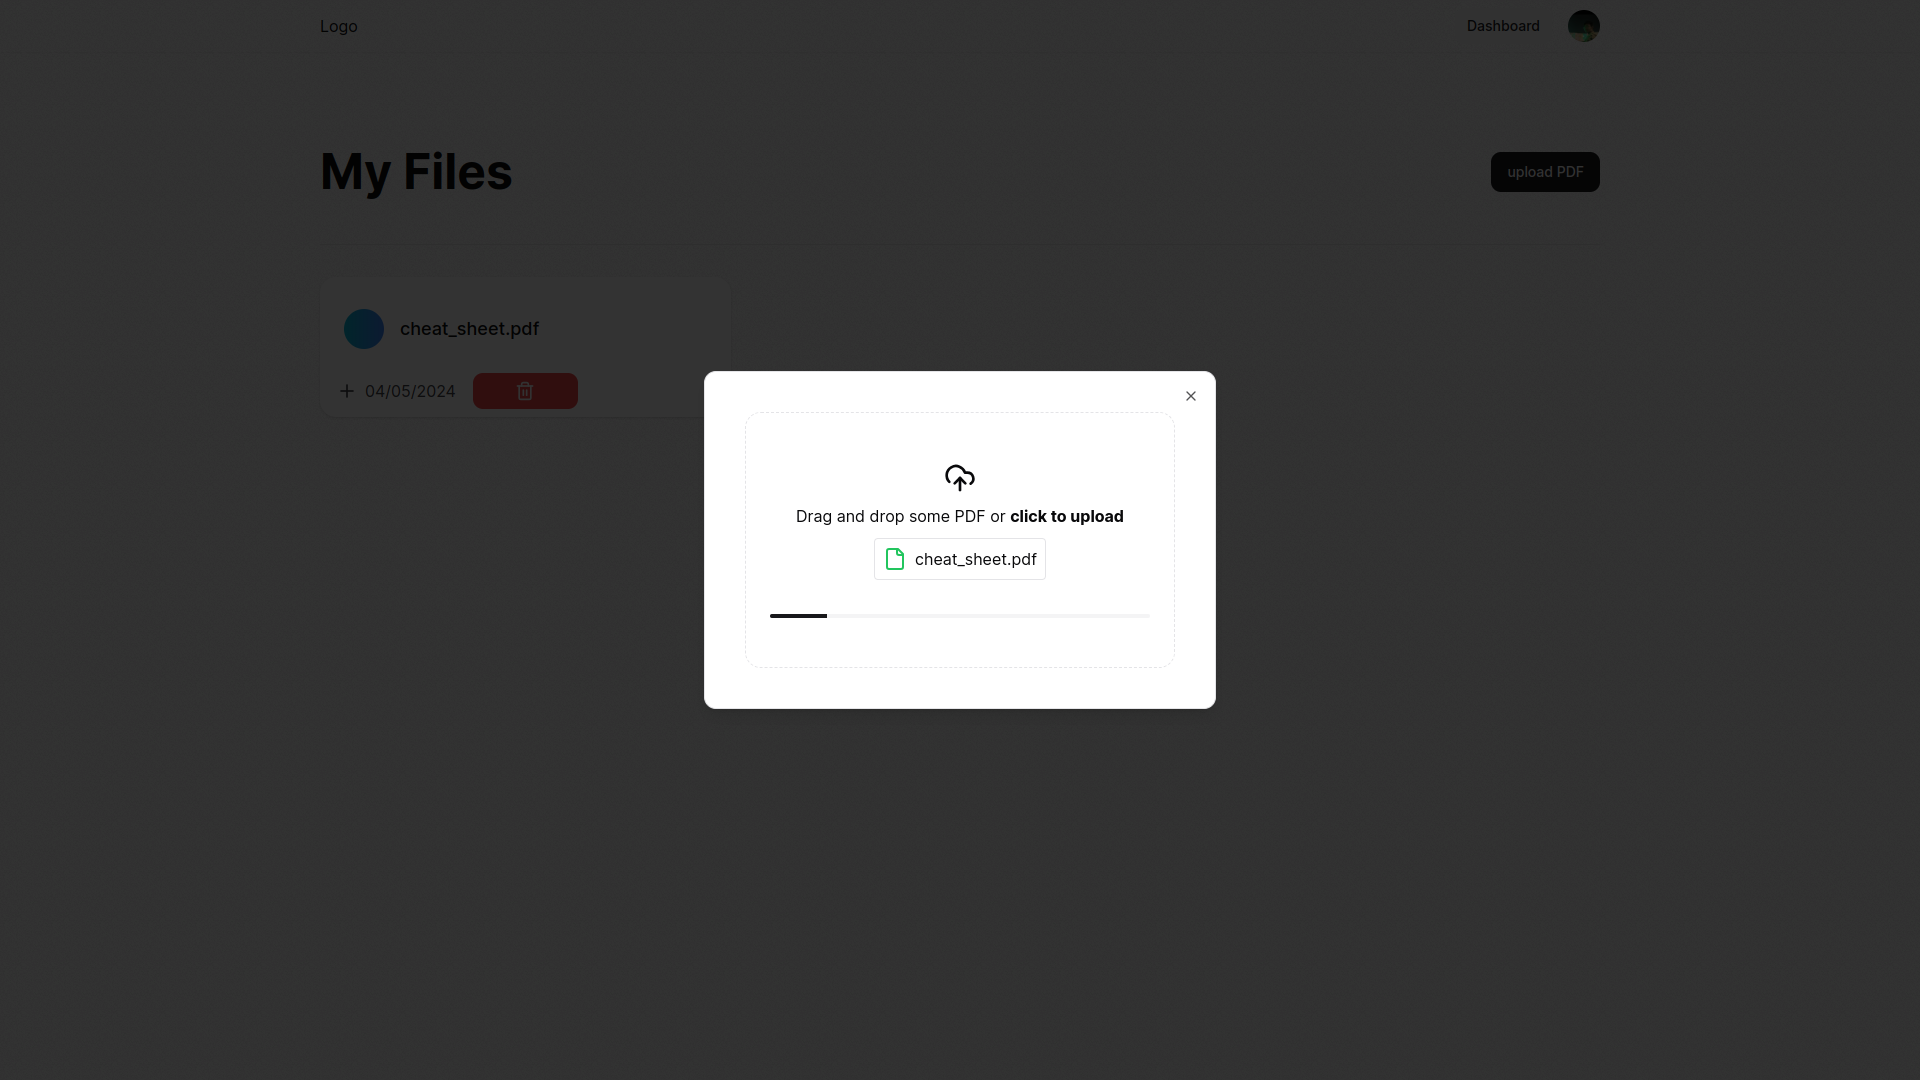 Logo
Dashboard
My Files
upload PDF
cheat_sheet.pdf
04/05/2024
Drag and drop some PDF or click to upload
cheat_sheet.pdf